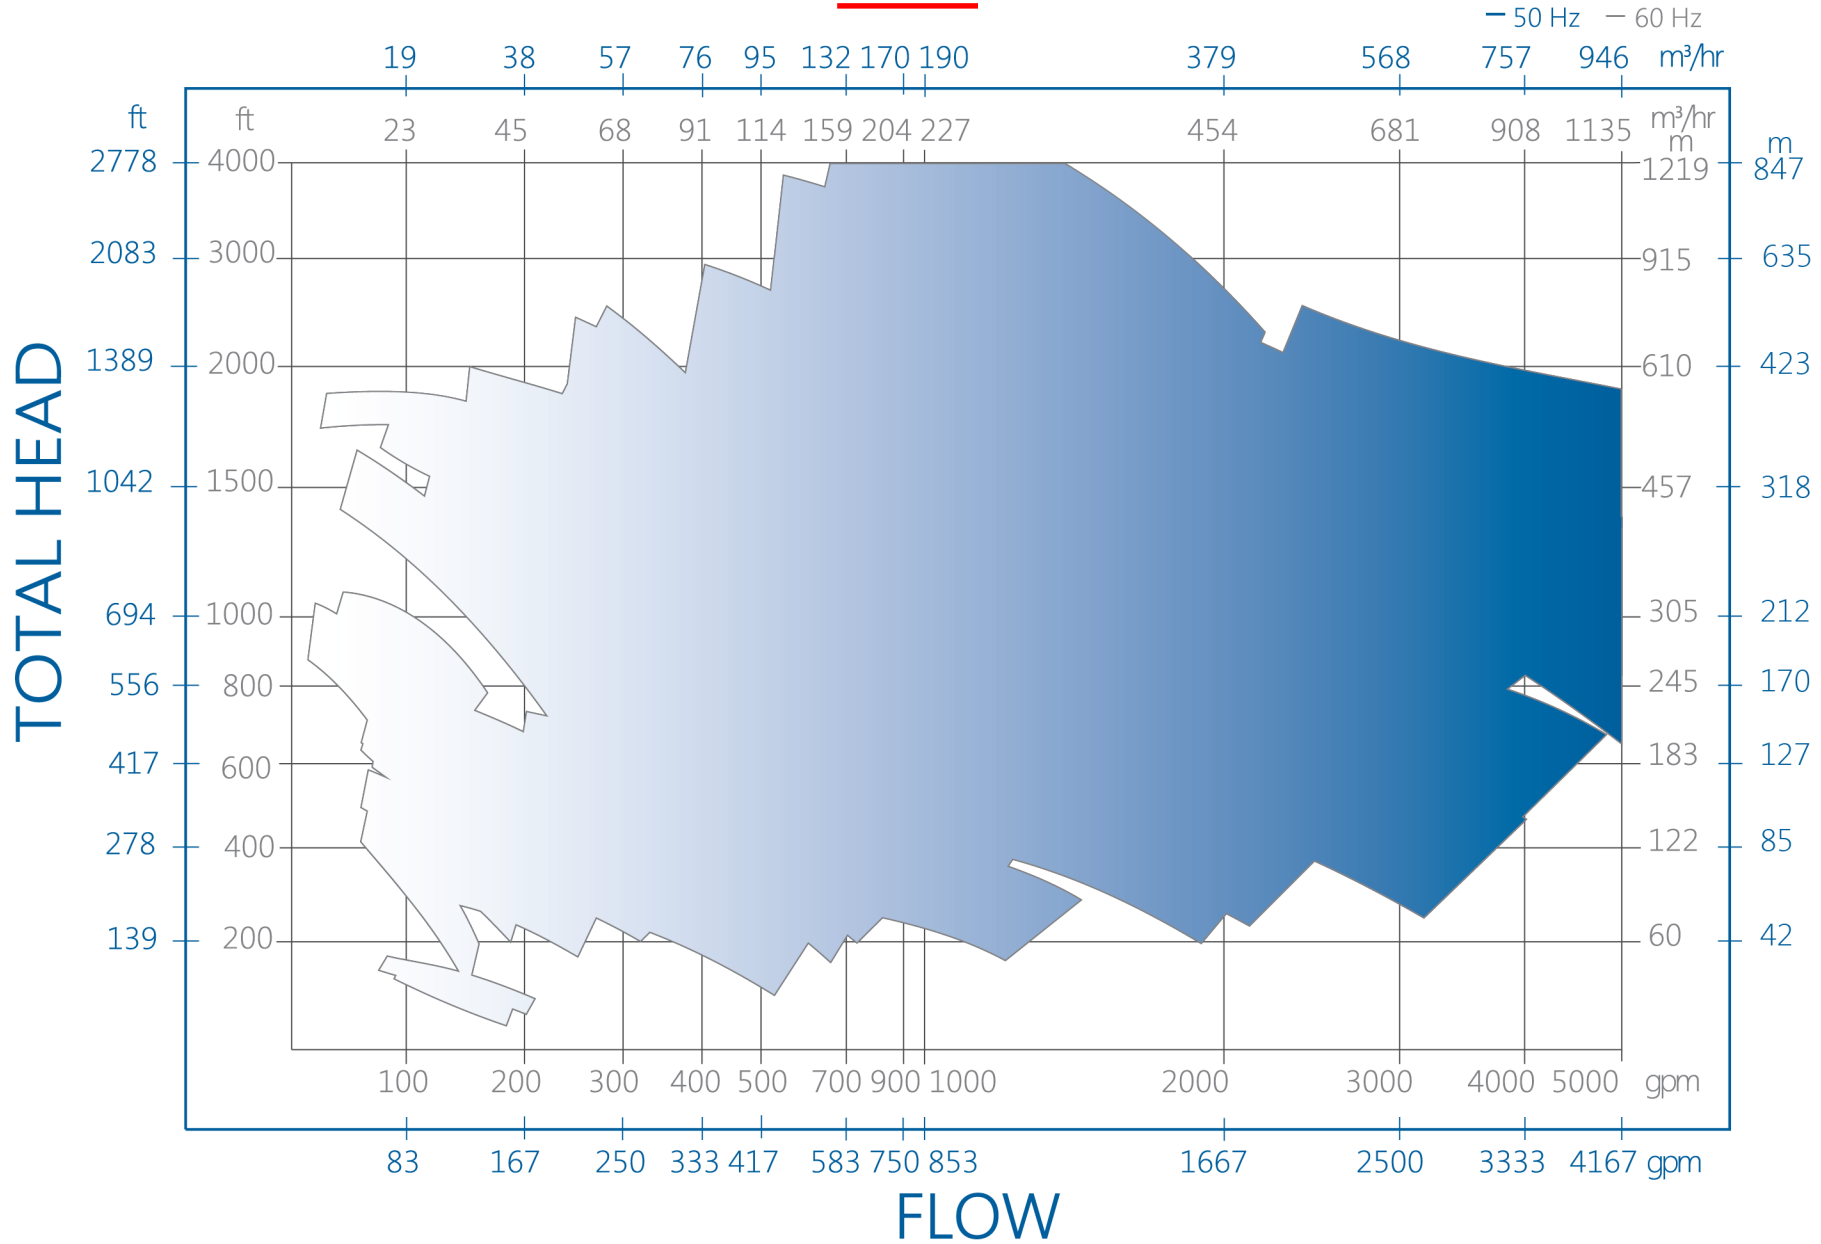 50 Hz 60 Hz
19 38 57 76 95 132 170 190 379 568 757 946 m³/hr
ft ft 23 45 68 91 114 159 204 227 454 681 908 1135 m³/hr
m m
2778 4000 1219 847
2083 3000 915 635
1389 2000 610 423
1042 1500 457 318
694 1000 305 212
556 800 245 170
417 600 183 127
278 400 122 85
139 200 60 42
TOTAL HEAD
100 200 300 400 500 700 900 1000 2000 3000 4000 5000 gpm
83 167 250 333 417 583 750 853 1667 2500 3333 4167 gpm
FLOW